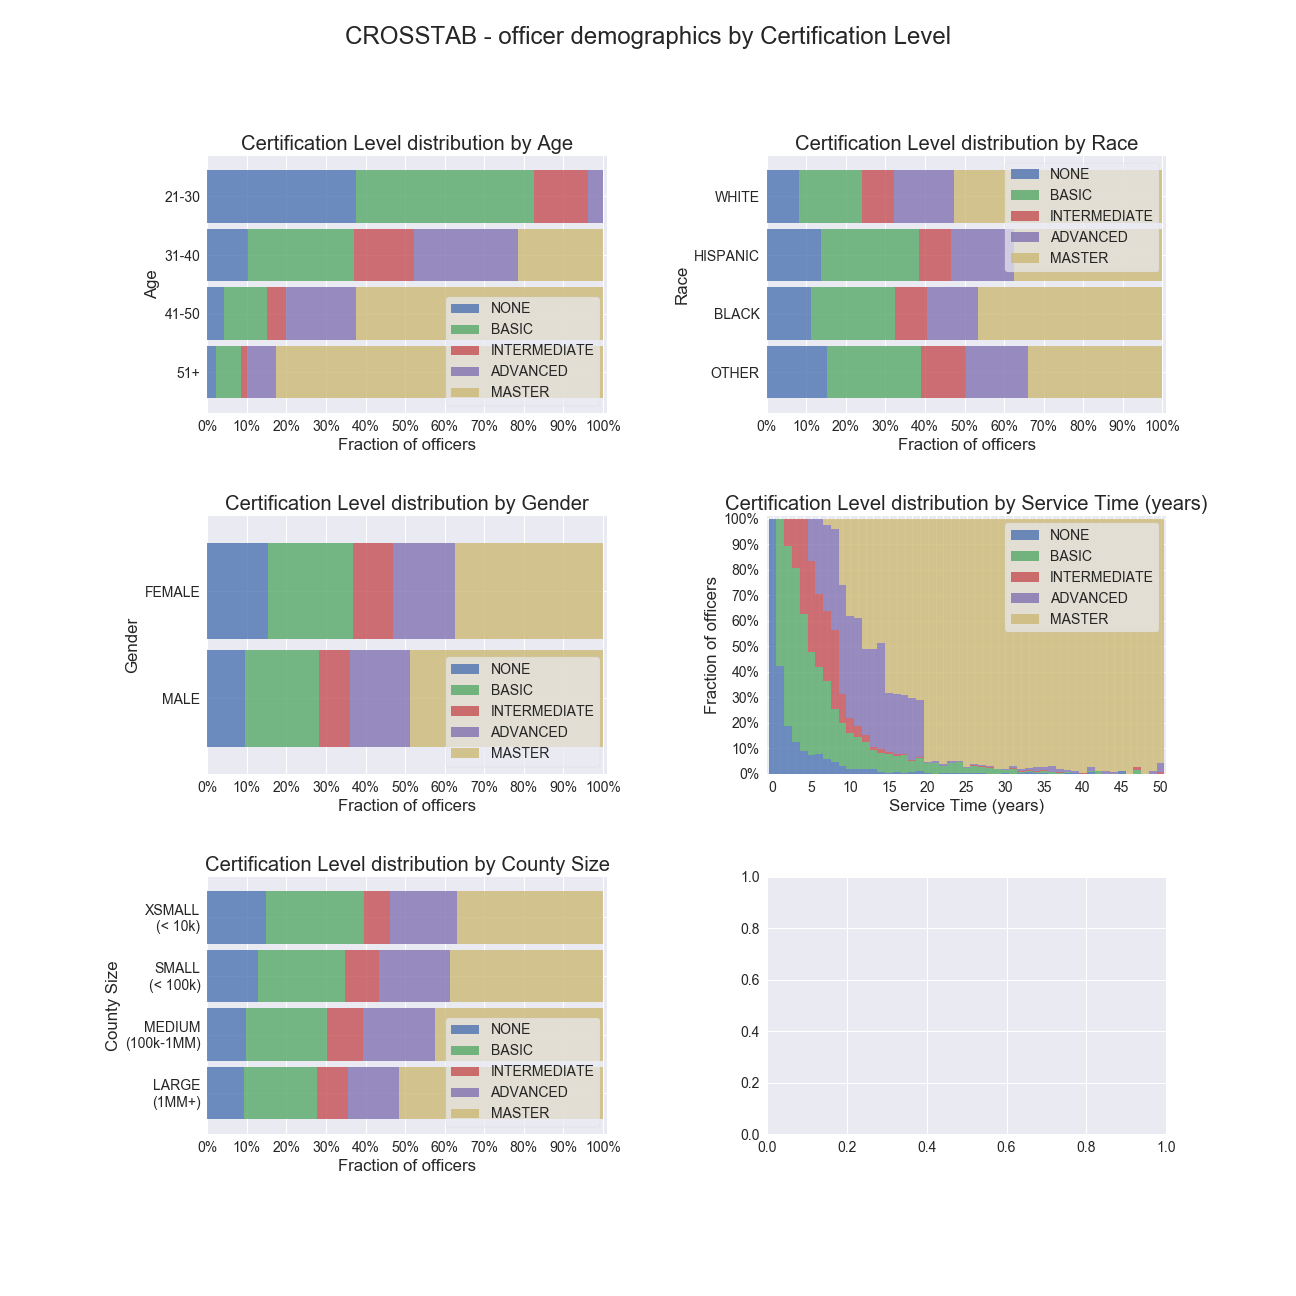 CROSSTAB - officer demographics by Certification Level
Certification Level distribution by Age
Age
21-30
31-40
41-50
51+
NONE
BASIC
INTERMEDIATE
ADVANCED
MASTER
0% 10% 20% 30% 40% 50% 60% 70% 80% 90% 100%
Fraction of officers
Certification Level distribution by Race
Race
WHITE
HISPANIC
BLACK
OTHER
NONE
BASIC
INTERMEDIATE
ADVANCED
MASTER
0% 10% 20% 30% 40% 50% 60% 70% 80% 90% 100%
Fraction of officers
Certification Level distribution by Gender
Gender
FEMALE
MALE
NONE
BASIC
INTERMEDIATE
ADVANCED
MASTER
0% 10% 20% 30% 40% 50% 60% 70% 80% 90% 100%
Fraction of officers
Certification Level distribution by Service Time (years)
Fraction of officers
100%
90%
80%
70%
60%
50%
40%
30%
20%
10%
0%
NONE
BASIC
INTERMEDIATE
ADVANCED
MASTER
0 5 10 15 20 25 30 35 40 45 50
Service Time (years)
Certification Level distribution by County Size
County Size
XSMALL
(< 10k)
SMALL
(< 100k)
MEDIUM
(100k-1MM)
LARGE
(1MM+)
NONE
BASIC
INTERMEDIATE
ADVANCED
MASTER
0% 10% 20% 30% 40% 50% 60% 70% 80% 90% 100%
Fraction of officers
1.0
0.8
0.6
0.4
0.2
0.0
0.0 0.2 0.4 0.6 0.8 1.0